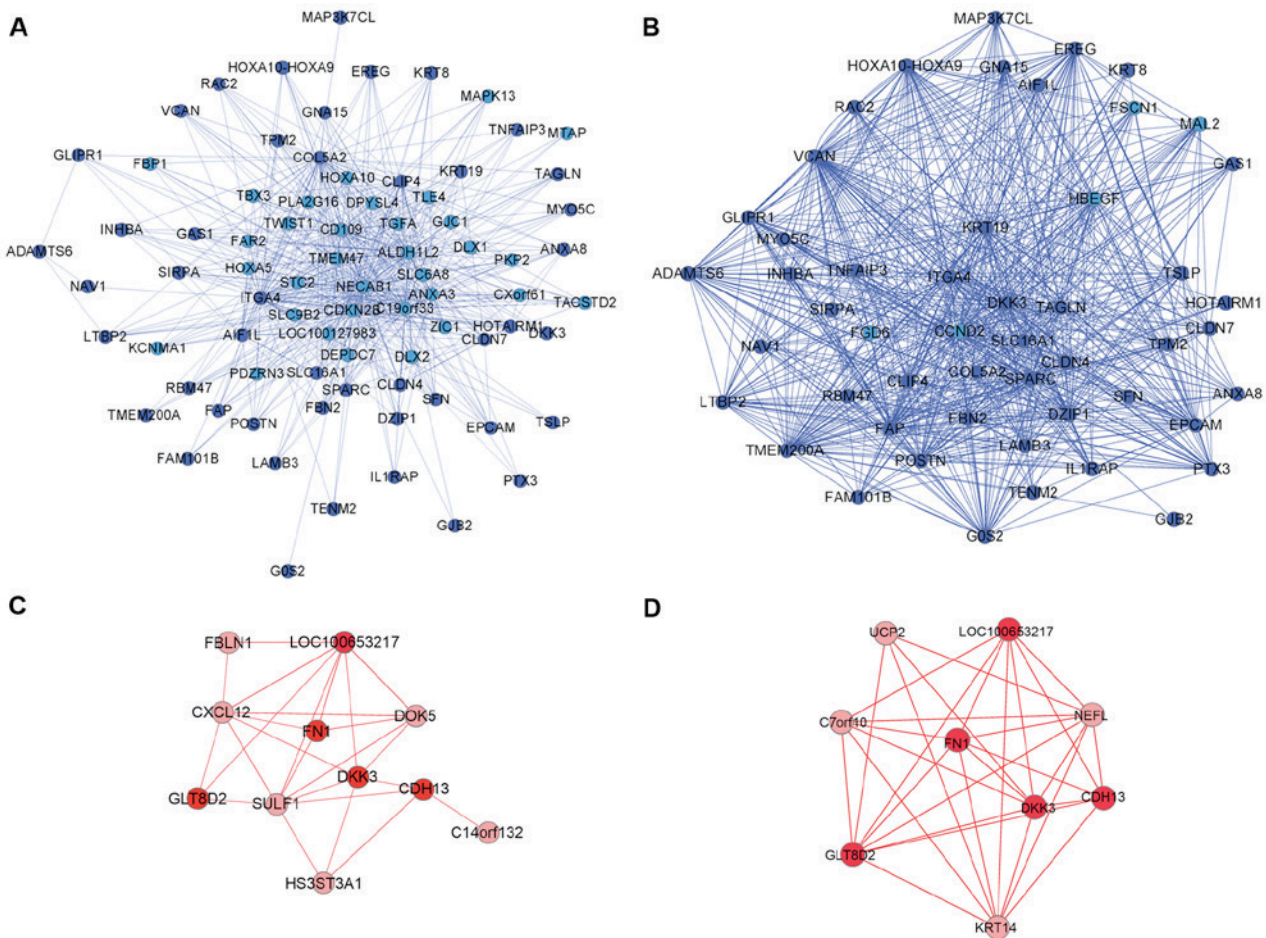 A
MAP3K7CL
HOXA10-HOXA9
EREG
KRT8
RAC2
MAPK13
VCAN
GNA15
TNFAIP3
MTAP
TPM2
GLIPR1
FBP1
COL5A2
KRT19
TAGLN
HOXA10
CLIP4
TBX3
PLA2G16
DPYSL4
TLE4
MYO5C
TWIST1
TGFA
GJC1
INHBA
GAS1
CD109
ANXA8
FAR2
ALDH1L2
DLX1
ADAMTS6
TMEM47
PKP2
SIRPA
HOXA5
SLC6A8
NAV1
STC2
NECAB1
ITGA4
ANXA3
CXorf61
TACSTD2
SLC9B2
CDKN2B
C19orf33
LTBP2
AIF1L
LOC100127983
ZIC1
HOTAIRM1
DKK3
KCNMA1
CLDN7
DEPDC7
DLX2
PDZRN3
SLC16A1
RBM47
SPARC
CLDN4
TMEM200A
FAP
FBN2
SFN
POSTN
DZIP1
TSLP
EPCAM
FAM101B
LAMB3
IL1RAP
PTX3
TENM2
GJB2
G0S2
B
MAP3K7CL
EREG
HOXA10-HOXA9
GNA15
KRT8
AIF1L
RAC2
FSCN1
MAL2
VCAN
GAS1
HBEGF
GLIPR1
KRT19
MYO5C
ADAMTS6
INHBA
TNFAIP3
ITGA4
TSLP
DKK3
TAGLN
HOTAIRM1
SIRPA
FGD6
CCND2
CLDN7
NAV1
SLC16A1
TPM2
CLDN4
COL5A2
CLIP4
SPARC
LTBP2
RBM47
SFN
ANXA8
FBN2
DZIP1
FAP
EPCAM
TMEM200A
LAMB3
POSTN
IL1RAP
PTX3
FAM101B
TENM2
GJB2
G0S2
C
FBLN1
LOC100653217
CXCL12
DOK5
FN1
DKK3
CDH13
GLT8D2
SULF1
C14orf132
HS3ST3A1
D
UCP2
LOC100653217
C7orf10
NEFL
FN1
CDH13
DKK3
GLT8D2
KRT14